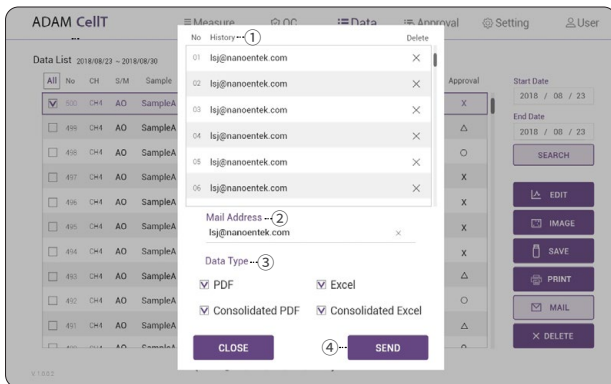 ADAM CellT
Measure QC Data Approval Setting User
Data List 2018/08/23 ~ 2018/08/30
All No CH S/M Sample Approval
500 CH4 AO SampleA X
499 CH4 AO SampleA △
498 CH4 AO SampleA ○
497 CH4 AO SampleA X
496 CH4 AO SampleA X
495 CH4 AO SampleA X
494 CH4 AO SampleA X
493 CH4 AO SampleA △
492 CH4 AO SampleA ○
491 CH4 AO SampleA △
No History ① Delete
01 lsj@nanoentek.com ×
02 lsj@nanoentek.com ×
03 lsj@nanoentek.com ×
04 lsj@nanoentek.com ×
05 lsj@nanoentek.com ×
06 lsj@nanoentek.com ×
Mail Address ②
lsj@nanoentek.com ×
Data Type ③
PDF Excel
Consolidated PDF Consolidated Excel
CLOSE ④ SEND
Start Date
2018 / 08 / 23
End Date
2018 / 08 / 23
SEARCH
EDIT
IMAGE
SAVE
PRINT
MAIL
DELETE